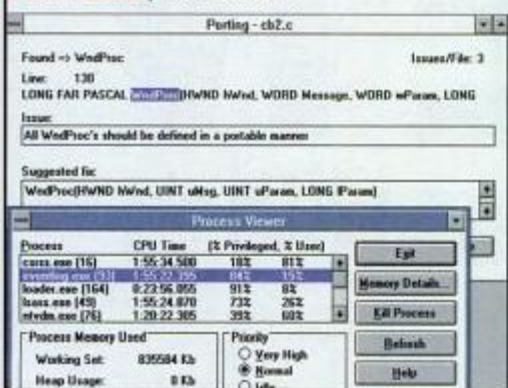 Porting - cb2.c
Found => WndProc
Issues/File: 3
Line: 130
LONG FAR PASCAL WndProc(HWND hWnd, WORD Message, WORD wParam, LONG
Issue:
All WndProc's should be defined in a portable manner
Suggested fix:
WndProc(HWND hWnd, UINT uMsg, UINT uParam, LONG lParam)
Process Viewer
Process CPU Time (% Privileged, % User)
csrss.exe (16) 1:55:34.500 18% 81%
eventlog.exe (93) 1:55:22.355 84% 15%
loader.exe (164) 0:23:56.055 91% 8%
lsass.exe (49) 1:55:24.870 73% 26%
ntvdm.exe (76) 1:20:22.305 39% 60%
Exit
Memory Details...
Kill Process
Refresh
Help
Process Memory Used
Working Set: 835584 Kb
Heap Usage: 0 Kb
Priority
Very High
Normal
Idle